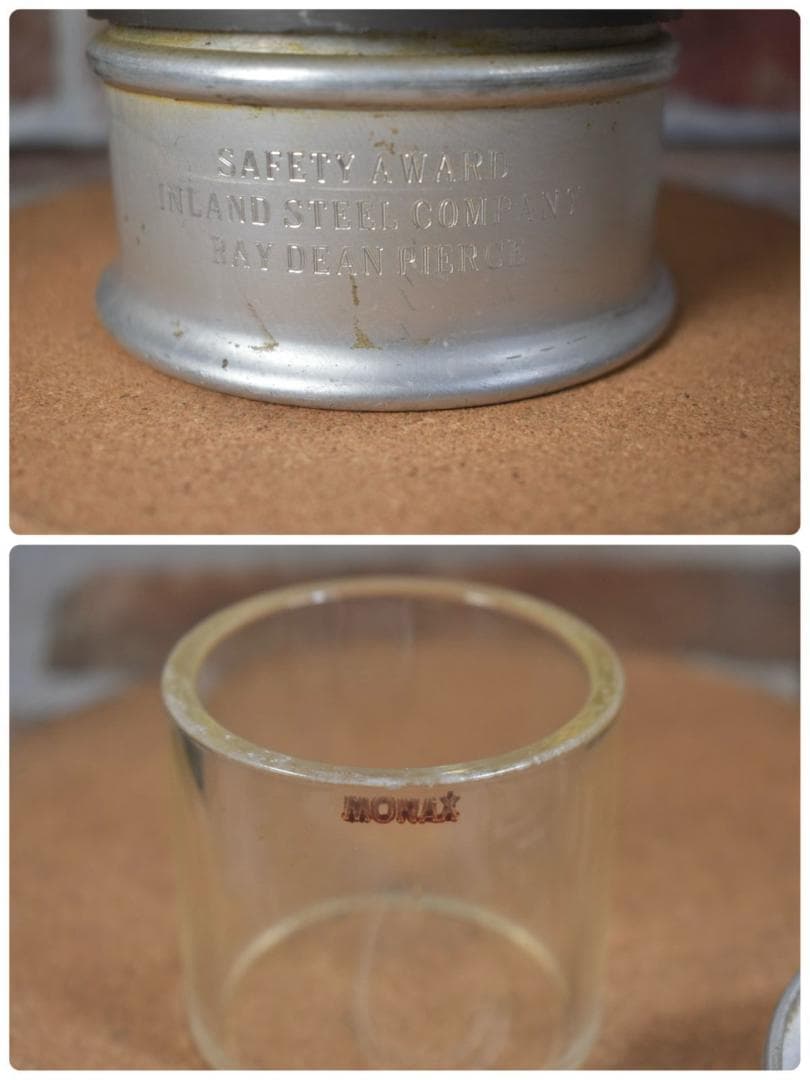 SAFETY AWARD
INLAND STEEL COMPANY
RAY DEAN PIERCE
MONAX